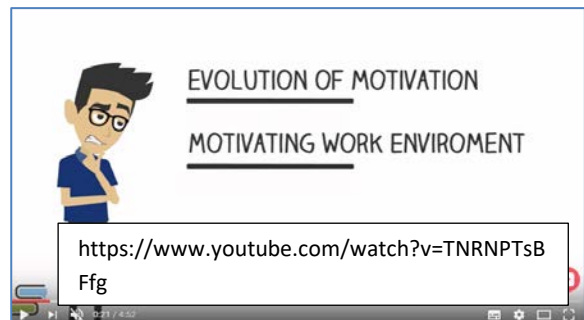 EVOLUTION OF MOTIVATION
MOTIVATING WORK ENVIROMENT
https://www.youtube.com/watch?v=TNRNPTsB
Ffg
0:21 / 4:52